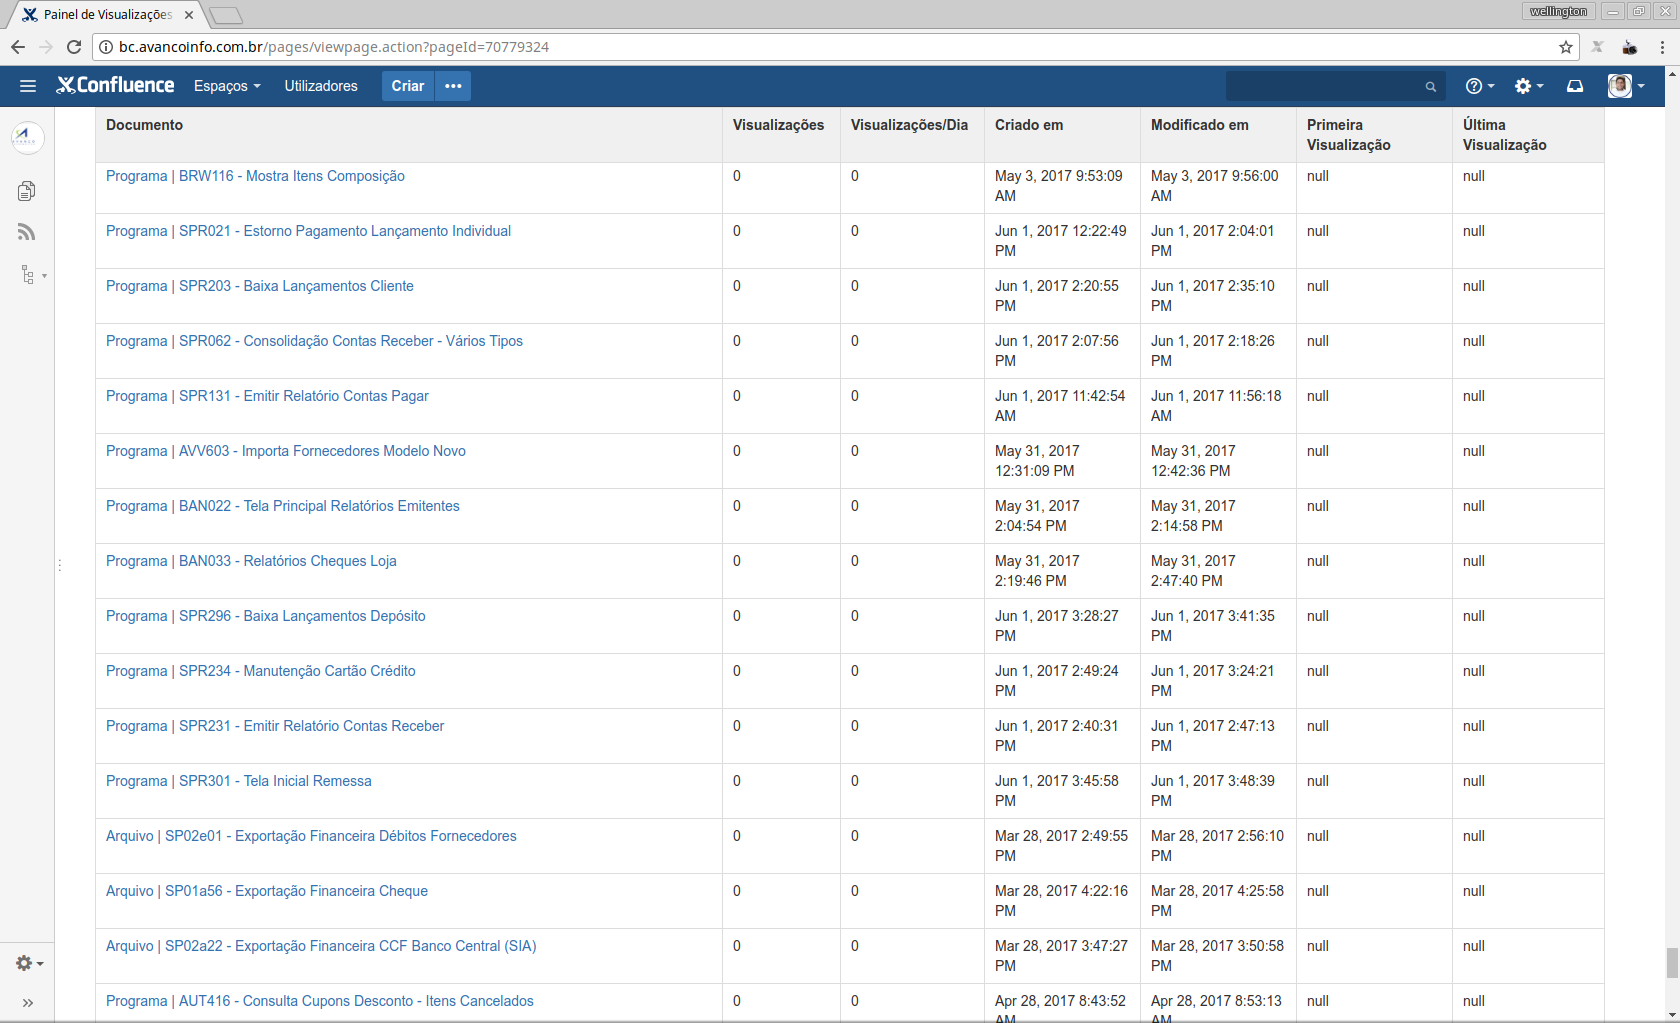 Painel de Visualizações
wellington
bc.avancoinfo.com.br/pages/viewpage.action?pageId=70779324
Confluence Espaços Utilizadores Criar •••
Documento Visualizações Visualizações/Dia Criado em Modificado em Primeira Visualização Última Visualização
Programa | BRW116 - Mostra Itens Composição 0 0 May 3, 2017 9:53:09 AM May 3, 2017 9:56:00 AM null null
Programa | SPR021 - Estorno Pagamento Lançamento Individual 0 0 Jun 1, 2017 12:22:49 PM Jun 1, 2017 2:04:01 PM null null
Programa | SPR203 - Baixa Lançamentos Cliente 0 0 Jun 1, 2017 2:20:55 PM Jun 1, 2017 2:35:10 PM null null
Programa | SPR062 - Consolidação Contas Receber - Vários Tipos 0 0 Jun 1, 2017 2:07:56 PM Jun 1, 2017 2:18:26 PM null null
Programa | SPR131 - Emitir Relatório Contas Pagar 0 0 Jun 1, 2017 11:42:54 AM Jun 1, 2017 11:56:18 AM null null
Programa | AVV603 - Importa Fornecedores Modelo Novo 0 0 May 31, 2017 12:31:09 PM May 31, 2017 12:42:36 PM null null
Programa | BAN022 - Tela Principal Relatórios Emitentes 0 0 May 31, 2017 2:04:54 PM May 31, 2017 2:14:58 PM null null
Programa | BAN033 - Relatórios Cheques Loja 0 0 May 31, 2017 2:19:46 PM May 31, 2017 2:47:40 PM null null
Programa | SPR296 - Baixa Lançamentos Depósito 0 0 Jun 1, 2017 3:28:27 PM Jun 1, 2017 3:41:35 PM null null
Programa | SPR234 - Manutenção Cartão Crédito 0 0 Jun 1, 2017 2:49:24 PM Jun 1, 2017 3:24:21 PM null null
Programa | SPR231 - Emitir Relatório Contas Receber 0 0 Jun 1, 2017 2:40:31 PM Jun 1, 2017 2:47:13 PM null null
Programa | SPR301 - Tela Inicial Remessa 0 0 Jun 1, 2017 3:45:58 PM Jun 1, 2017 3:48:39 PM null null
Arquivo | SP02e01 - Exportação Financeira Débitos Fornecedores 0 0 Mar 28, 2017 2:49:55 PM Mar 28, 2017 2:56:10 PM null null
Arquivo | SP01a56 - Exportação Financeira Cheque 0 0 Mar 28, 2017 4:22:16 PM Mar 28, 2017 4:25:58 PM null null
Arquivo | SP02a22 - Exportação Financeira CCF Banco Central (SIA) 0 0 Mar 28, 2017 3:47:27 PM Mar 28, 2017 3:50:58 PM null null
Programa | AUT416 - Consulta Cupons Desconto - Itens Cancelados 0 0 Apr 28, 2017 8:43:52 AM Apr 28, 2017 8:53:13 AM null null